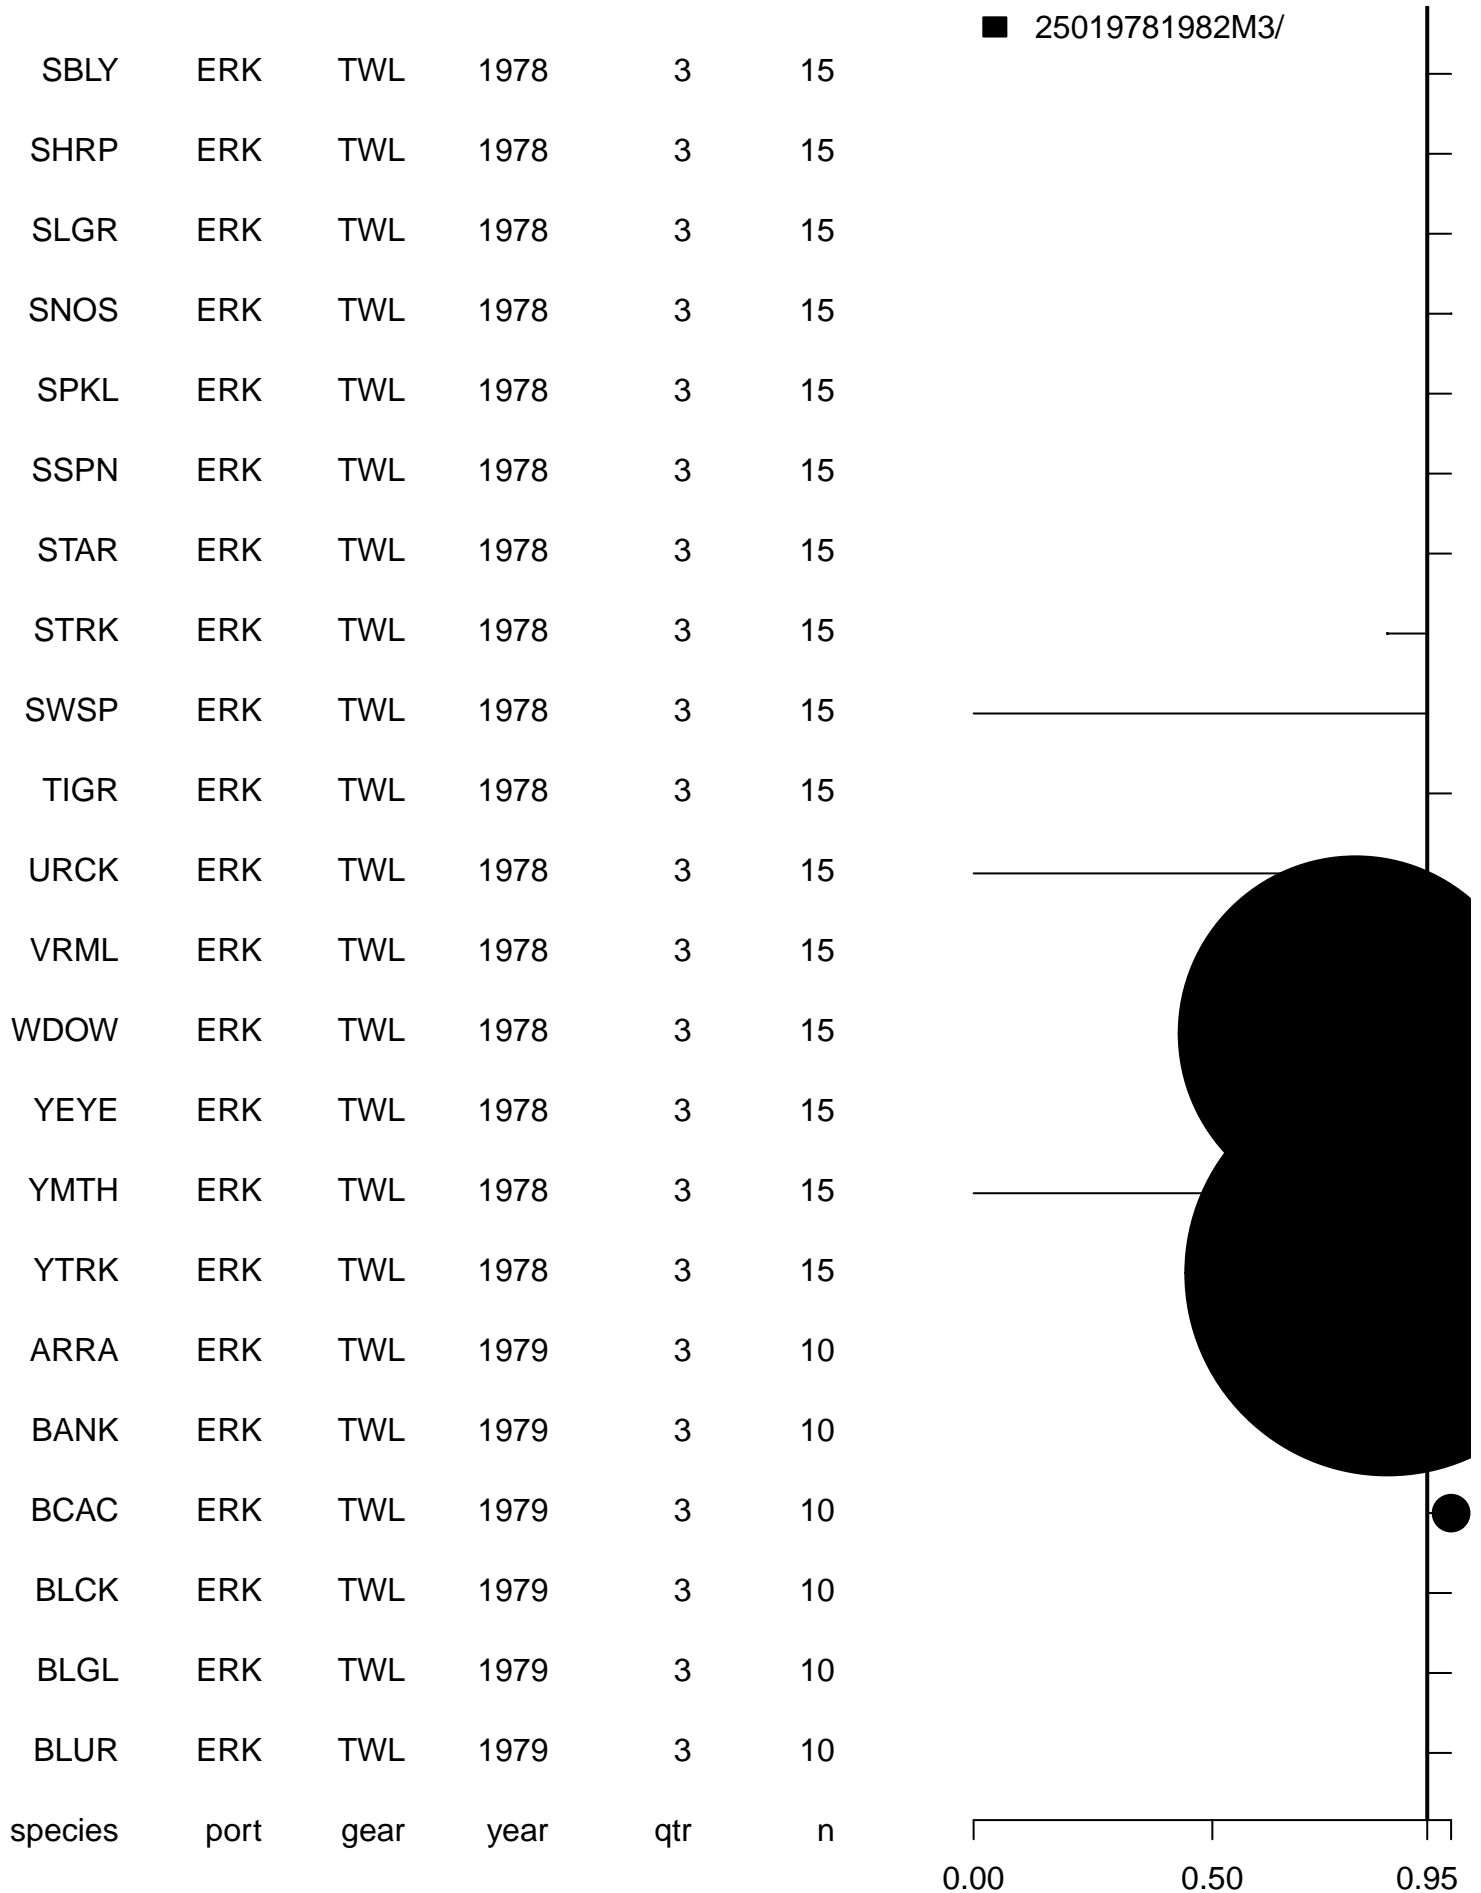 25019781982M3/
SBLY ERK TWL 1978 3 15
SHRP ERK TWL 1978 3 15
SLGR ERK TWL 1978 3 15
SNOS ERK TWL 1978 3 15
SPKL ERK TWL 1978 3 15
SSPN ERK TWL 1978 3 15
STAR ERK TWL 1978 3 15
STRK ERK TWL 1978 3 15
SWSP ERK TWL 1978 3 15
TIGR ERK TWL 1978 3 15
URCK ERK TWL 1978 3 15
VRML ERK TWL 1978 3 15
WDOW ERK TWL 1978 3 15
YEYE ERK TWL 1978 3 15
YMTH ERK TWL 1978 3 15
YTRK ERK TWL 1978 3 15
ARRA ERK TWL 1979 3 10
BANK ERK TWL 1979 3 10
BCAC ERK TWL 1979 3 10
BLCK ERK TWL 1979 3 10
BLGL ERK TWL 1979 3 10
BLUR ERK TWL 1979 3 10
species port gear year qtr n
0.00 0.50 0.95